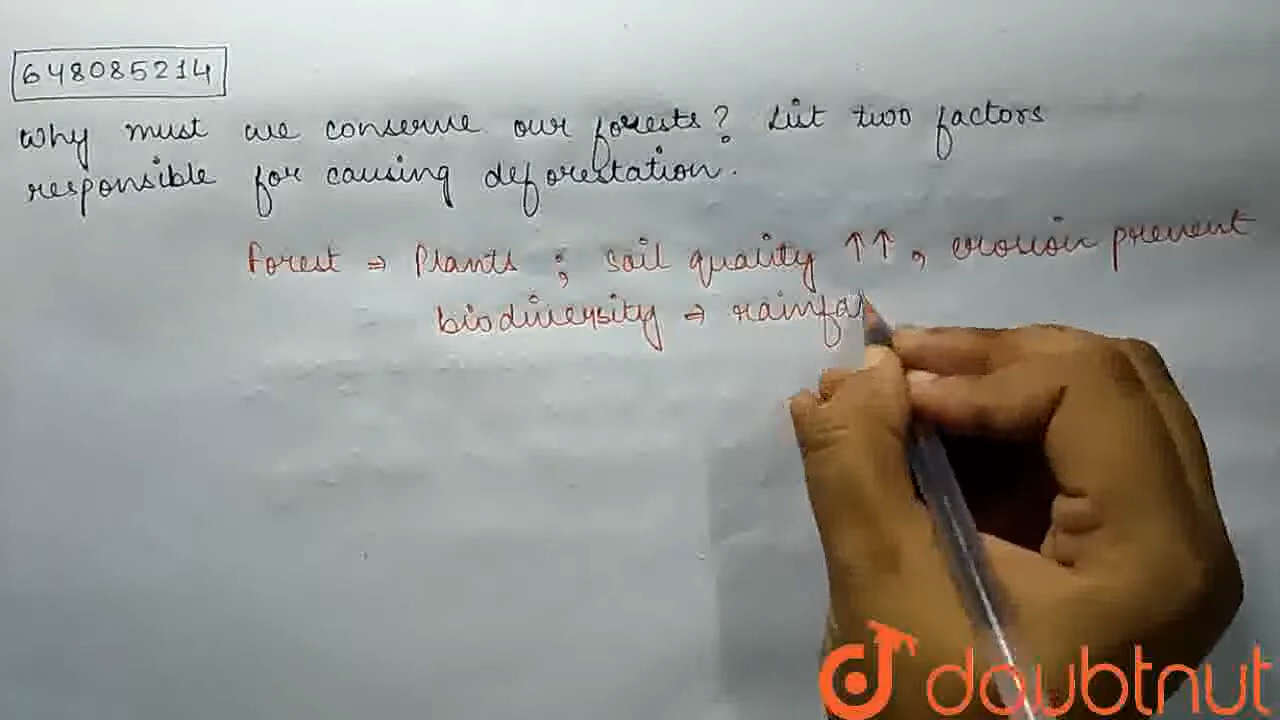 648085214
Why must we conserve our forests? List two factors
responsible for causing deforestation.
Forest ⇒ Plants ; soil quality ↑↑ , erosion prevent
biodiversity ⇒ rainfa
doubtnut